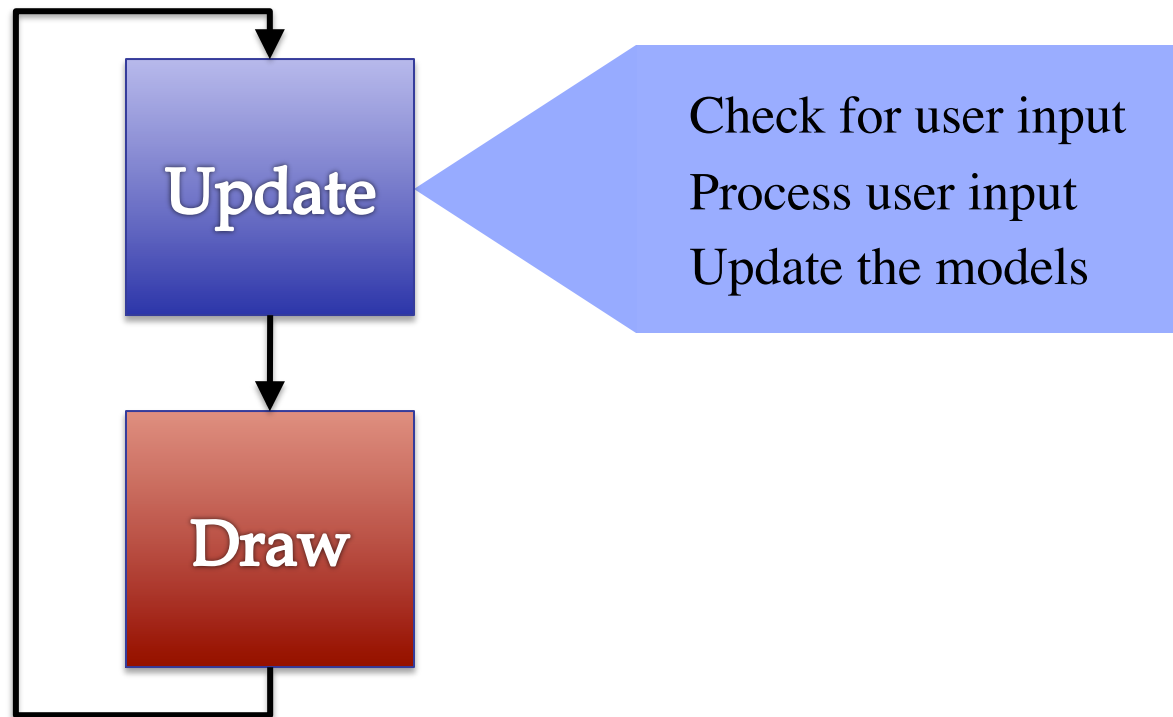 Update
Check for user input
Process user input
Update the models
Draw